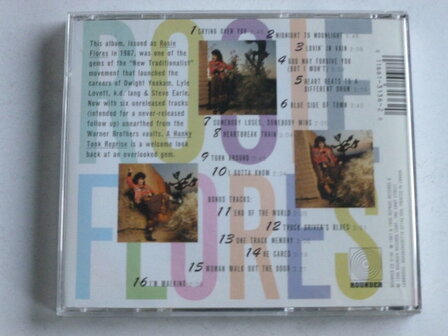 ROSIE
FLORES
This album, issued as Rosie
Flores in 1987, was one of the
gems of the "New Traditionalist"
movement that launched the
careers of Dwight Yoakam, Lyle
Lovett, k.d. lang & Steve Earle.
Now with six unreleased tracks
(intended for a never-released
follow up) unearthed from the
Warner Brothers vaults, A Honky
Tonk Reprise is a welcome look
back at an overlooked gem.
1 CRYING OVER YOU
2 MIDNIGHT TO MOONLIGHT
3 LOVIN' IN VAIN
4 GOD MAY FORGIVE YOU
(BUT I WON'T)
5 HEART BEATS TO A
DIFFERENT DRUM
6 BLUE SIDE OF TOWN
7 SOMEBODY LOSES, SOMEBODY WINS
8 HEARTBREAK TRAIN
9 TURN AROUND
10 I GOTTA KNOW
BONUS TRACKS:
11 END OF THE WORLD
12 TRUCK DRIVER'S BLUES
13 ONE TRACK MEMORY
14 HE CARED
15 WOMAN WALK OUT THE DOOR
16 I'M WALKING
ROUNDER